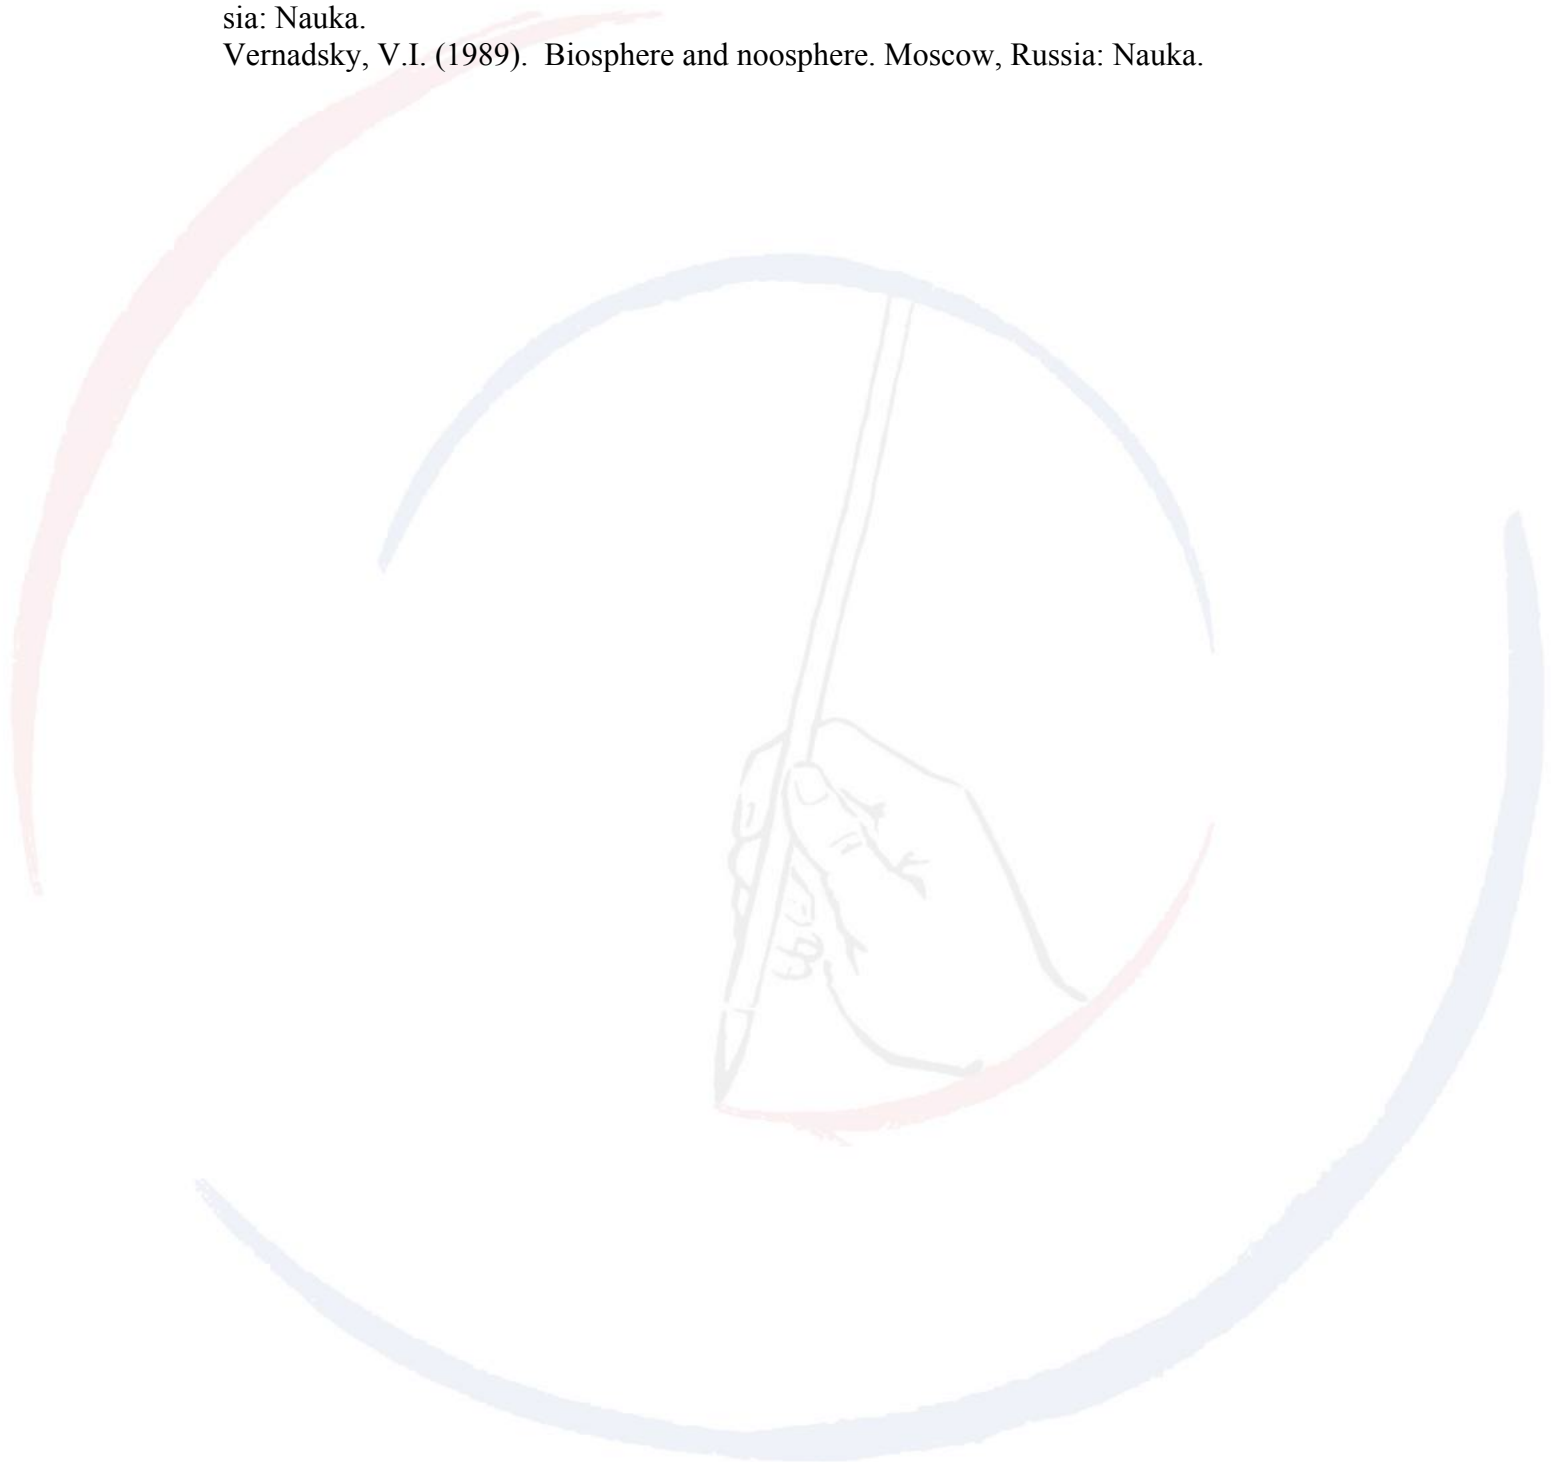 sia: Nauka.
Vernadsky, V.I. (1989).  Biosphere and noosphere. Moscow, Russia: Nauka.